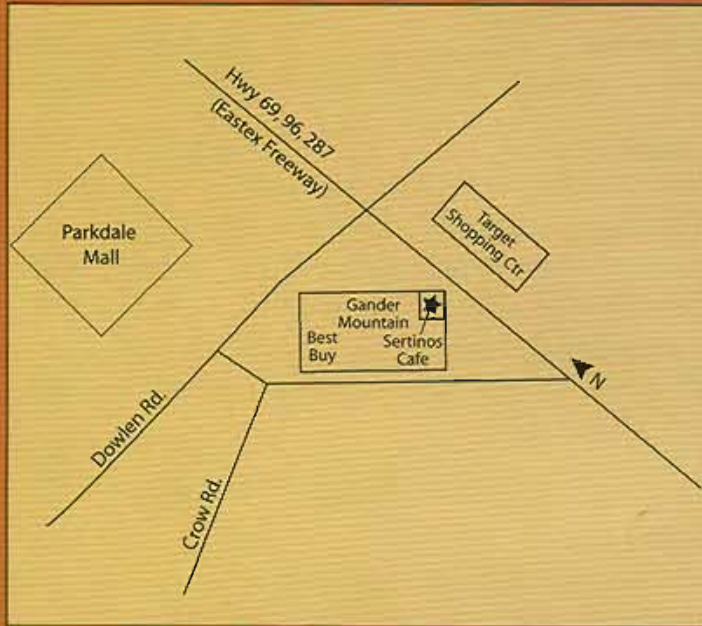 Hwy 69, 96, 287
(Eastex Freeway)
Parkdale
Mall
Target
Shopping Ctr
Gander
Mountain
Best
Buy
Sertinos
Cafe
N
Dowlen Rd.
Crow Rd.